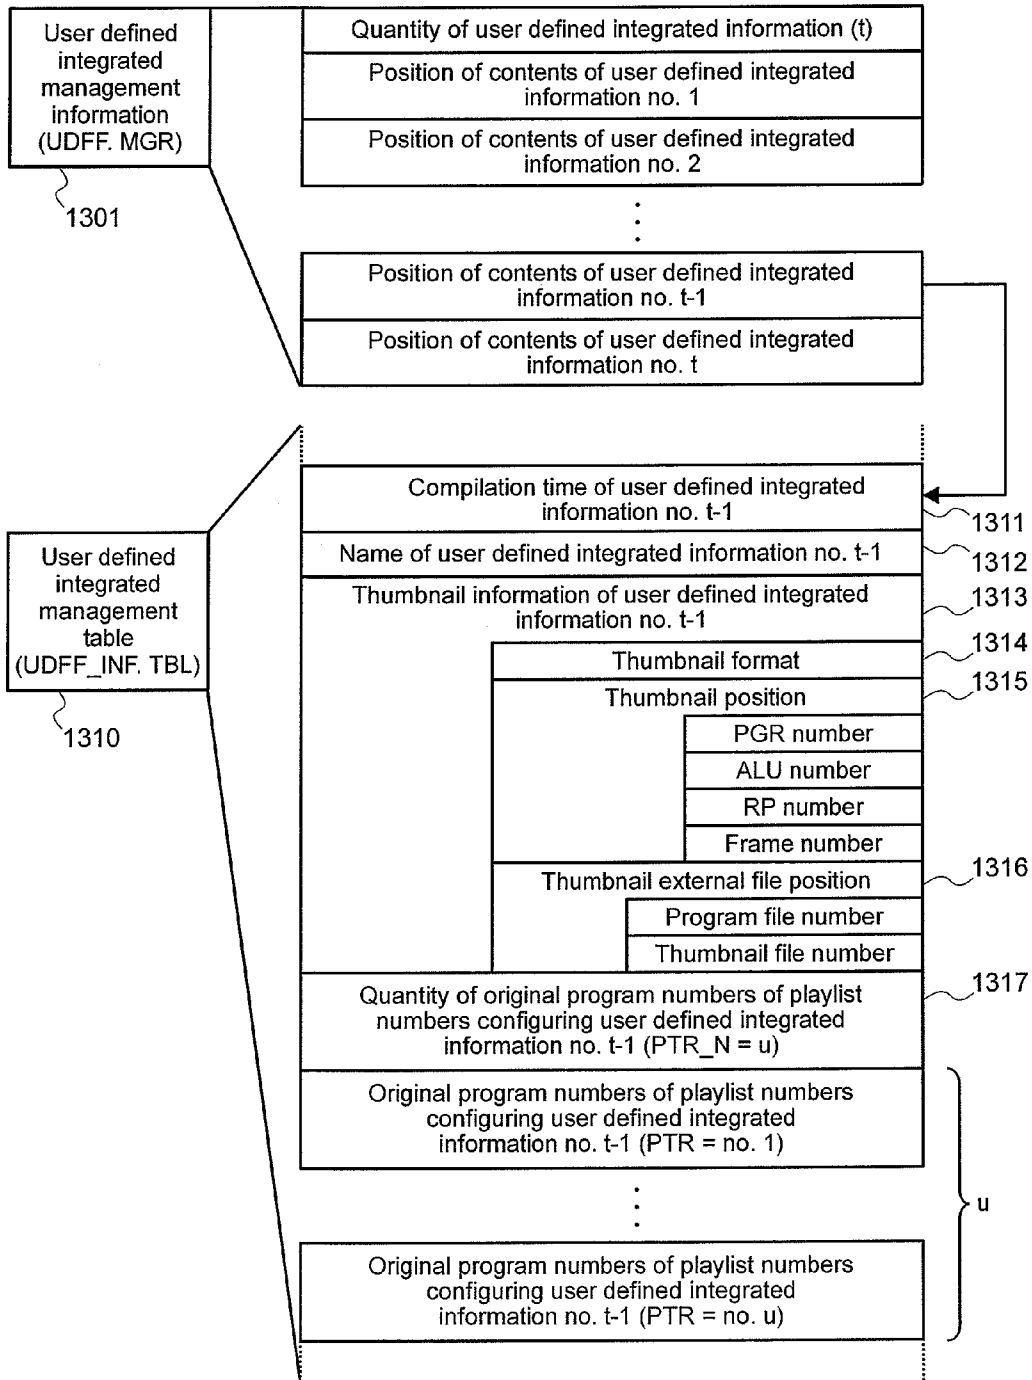 User defined
integrated
management
information
(UDFF. MGR)
1301
Quantity of user defined integrated information (t)
Position of contents of user defined integrated
information no. 1
Position of contents of user defined integrated
information no. 2
Position of contents of user defined integrated
information no. t-1
Position of contents of user defined integrated
information no. t
User defined
integrated
management
table
(UDFF_INF. TBL)
1310
Compilation time of user defined integrated
information no. t-1
1311
Name of user defined integrated information no. t-1
1312
Thumbnail information of user defined integrated
information no. t-1
1313
Thumbnail format
1314
Thumbnail position
1315
PGR number
ALU number
RP number
Frame number
Thumbnail external file position
1316
Program file number
Thumbnail file number
Quantity of original program numbers of playlist
numbers configuring user defined integrated
information no. t-1 (PTR_N = u)
1317
Original program numbers of playlist numbers
configuring user defined integrated
information no. t-1 (PTR = no. 1)
u
Original program numbers of playlist numbers
configuring user defined integrated
information no. t-1 (PTR = no. u)